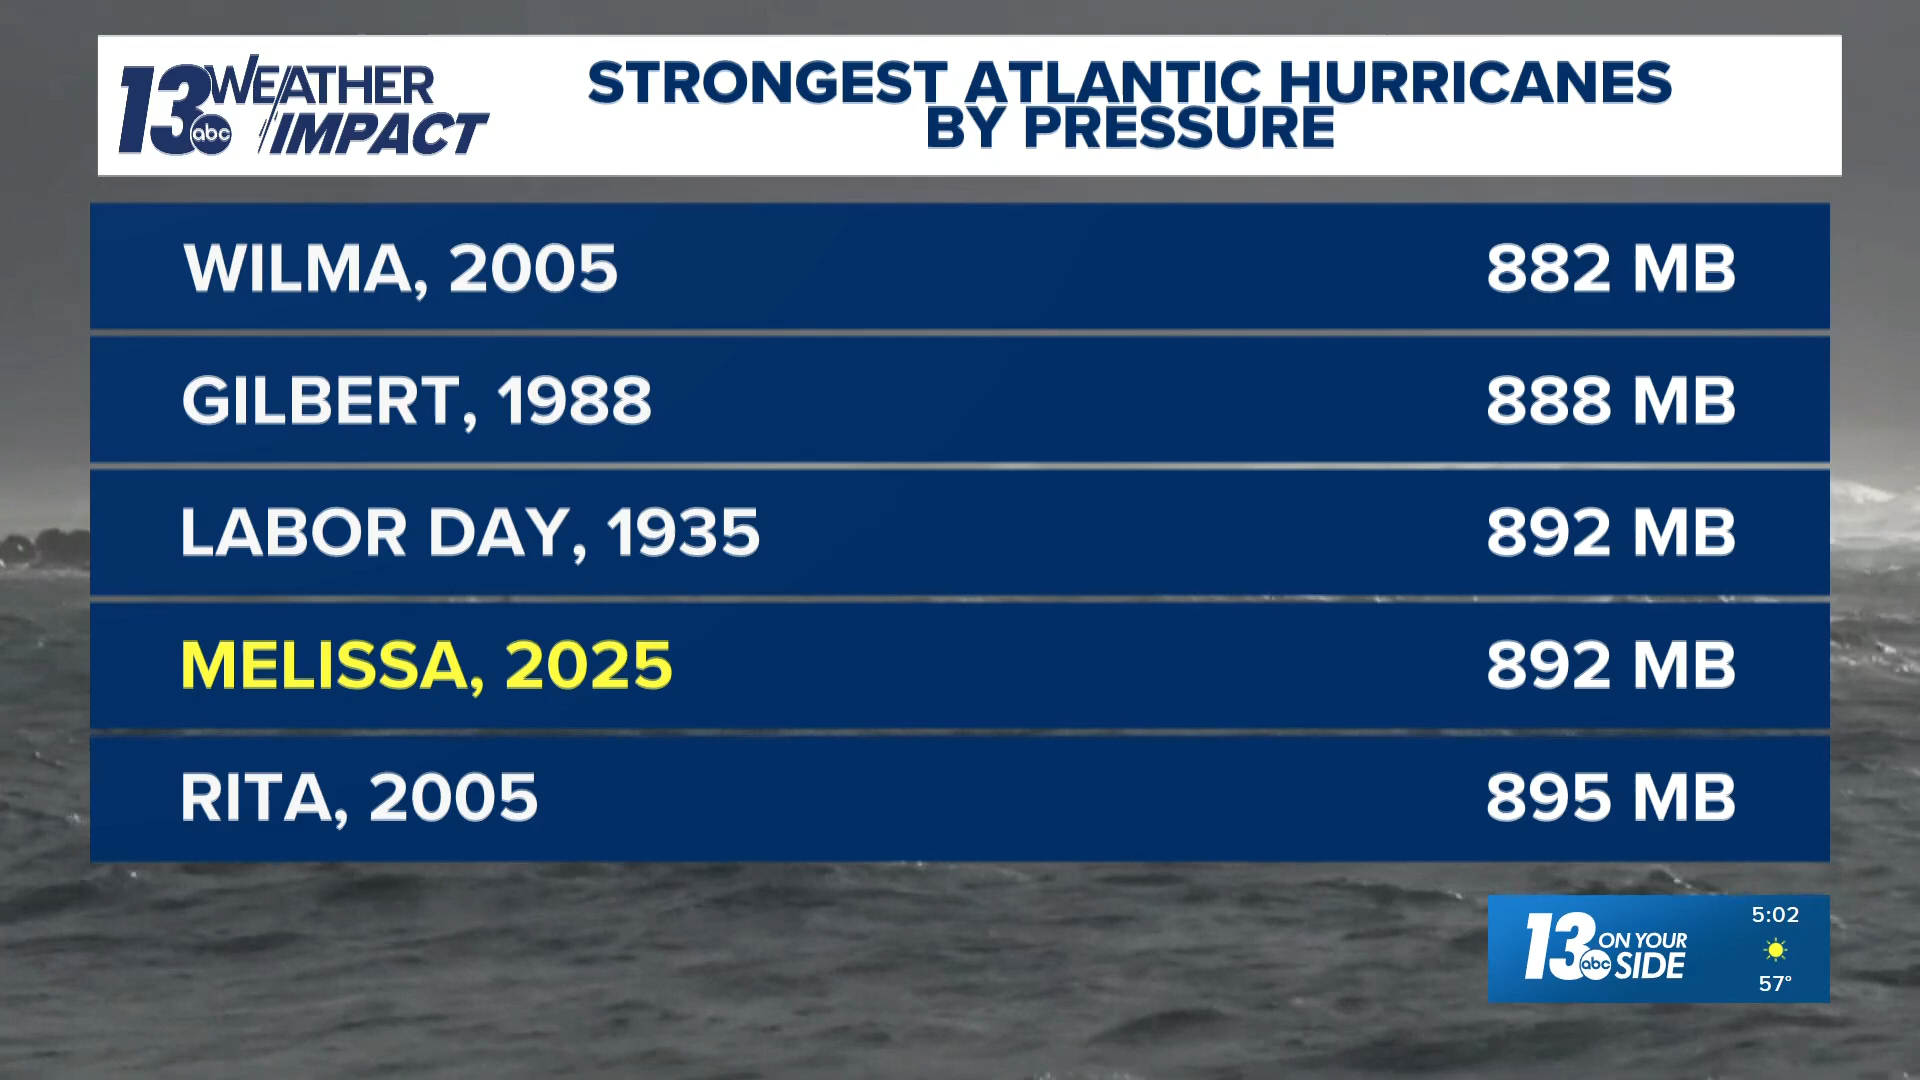 13 WEATHER
abc IMPACT
STRONGEST ATLANTIC HURRICANES
BY PRESSURE
WILMA, 2005 882 MB
GILBERT, 1988 888 MB
LABOR DAY, 1935 892 MB
MELISSA, 2025 892 MB
RITA, 2005 895 MB
13 ON YOUR
abc SIDE
5:02
57°